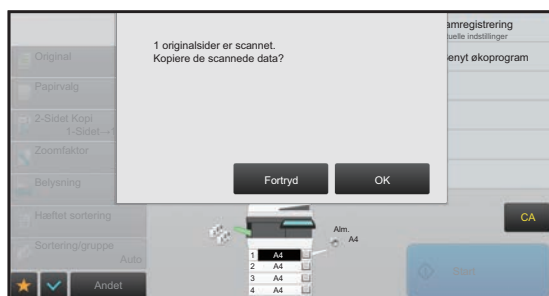 1 originalsider er scannet.
Kopiere de scannede data?
Fortryd
OK
amregistrering
uelle indstillinger
enyt økoprogram
Original
Papirvalg
2-Sidet Kopi
1-Sidet→1
Zoomfaktor
Belysning
Hæftet sortering
Sortering/gruppe
Auto
Andet
Alm.
A4
1 A4
2 A4
3 A4
4 A4
CA
Start